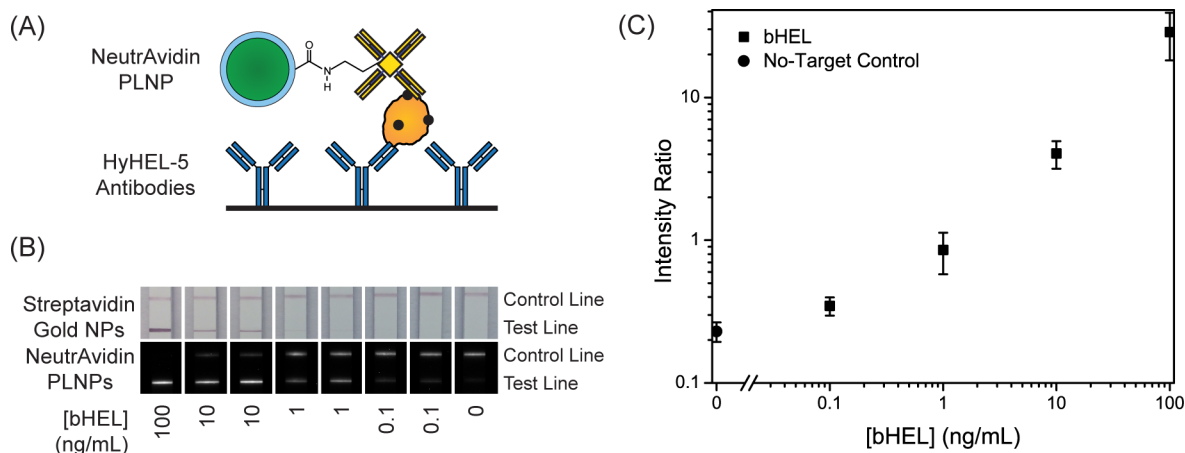 (A)
NeutrAvidin
PLNP
O
N
H
HyHEL-5
Antibodies
(B)
Streptavidin
Gold NPs
Control Line
Test Line
NeutrAvidin
PLNPs
Control Line
Test Line
[bHEL]
(ng/mL)
100
10
10
1
1
0.1
0.1
0
(C)
bHEL
No-Target Control
Intensity Ratio
10
1
0.1
0
0.1
1
10
100
[bHEL] (ng/mL)